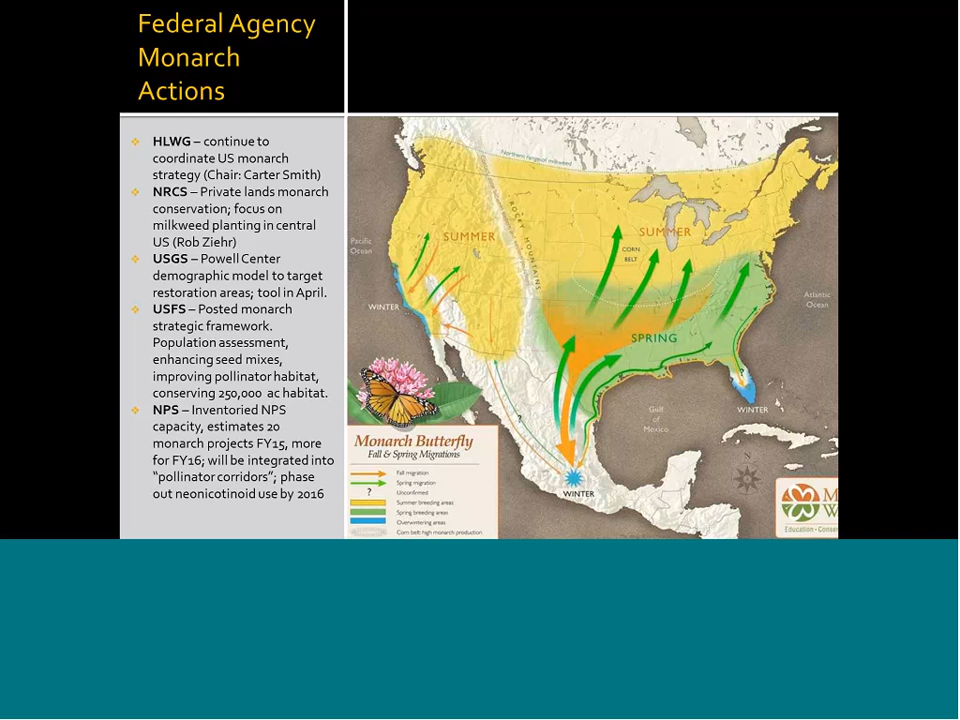 Federal Agency
Monarch
Actions
❖ HLWG – continue to
coordinate US monarch
strategy (Chair: Carter Smith)
❖ NRCS – Private lands monarch
conservation; focus on
milkweed planting in central
US (Rob Ziehr)
❖ USGS – Powell Center
demographic model to target
restoration areas; tool in April.
❖ USFS – Posted monarch
strategic framework.
Population assessment,
enhancing seed mixes,
improving pollinator habitat,
conserving 250,000 ac habitat.
❖ NPS – Inventoried NPS
capacity, estimates 20
monarch projects FY15, more
for FY16; will be integrated into
“pollinator corridors”; phase
out neonicotinoid use by 2016
Northern range of milkweed
ROCKY MOUNTAINS
SUMMER
SUMMER
CORN
BELT
Pacific
Ocean
Atlantic
Ocean
WINTER
SPRING
?
WINTER
Gulf
of
Mexico
?
WINTER
N
Monarch Butterfly
Fall & Spring Migrations
Fall migration
Spring migration
? Unconfirmed
Summer breeding areas
Spring breeding areas
Overwintering areas
Corn belt high monarch production
M
W
Education · Conser